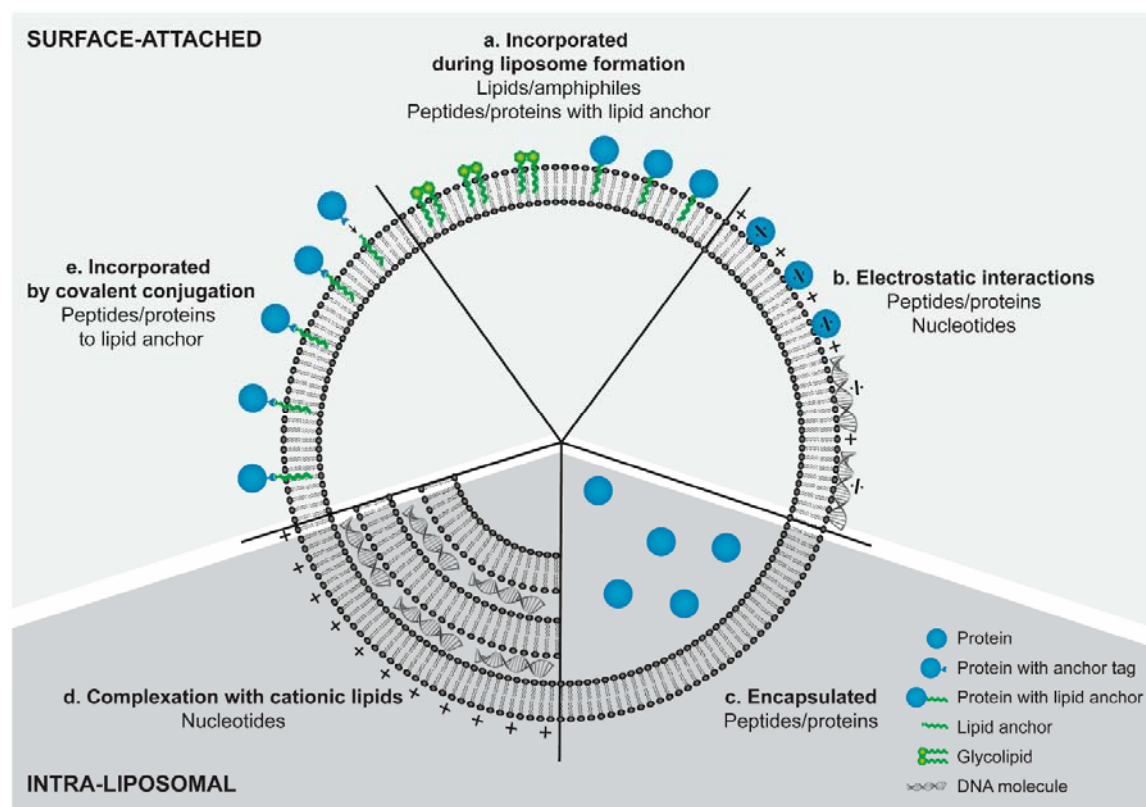 SURFACE-ATTACHED
a. Incorporated
during liposome formation
Lipids/amphiphiles
Peptides/proteins with lipid anchor
e. Incorporated
by covalent conjugation
Peptides/proteins
to lipid anchor
b. Electrostatic interactions
Peptides/proteins
Nucleotides
d. Complexation with cationic lipids
Nucleotides
c. Encapsulated
Peptides/proteins
Protein
Protein with anchor tag
Protein with lipid anchor
Lipid anchor
Glycolipid
DNA molecule
INTRA-LIPOSOMAL